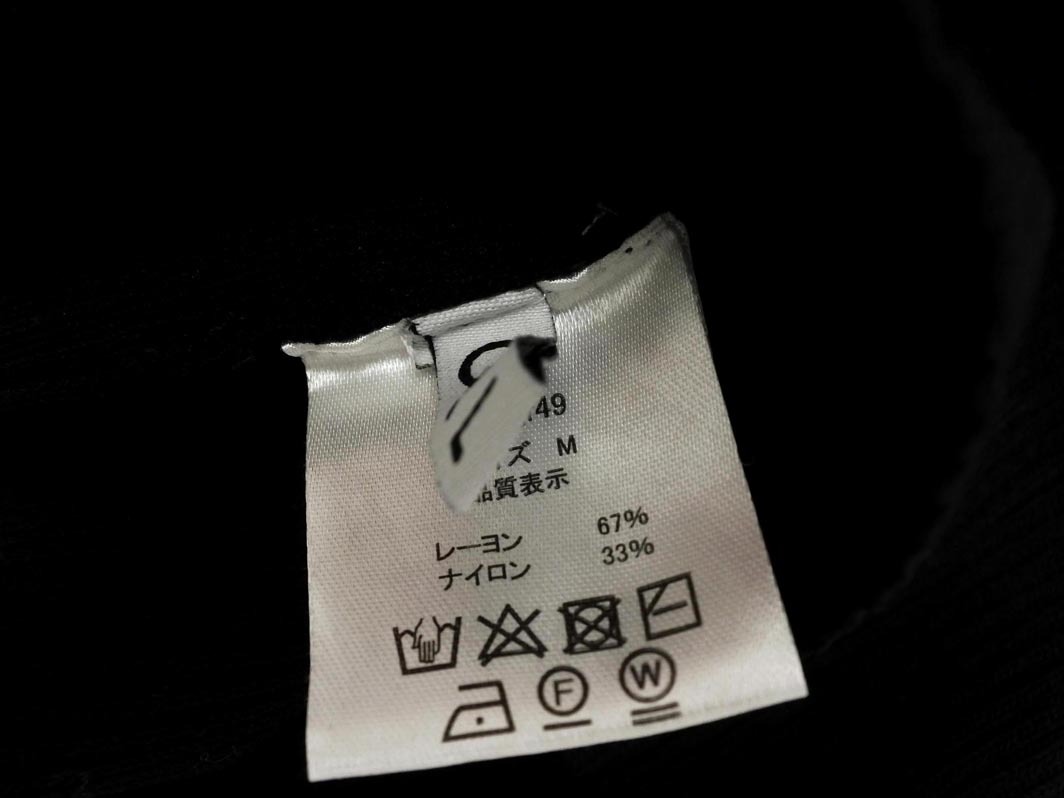 49
ズ M
品質表示
レーヨン 67%
ナイロン 33%
F W